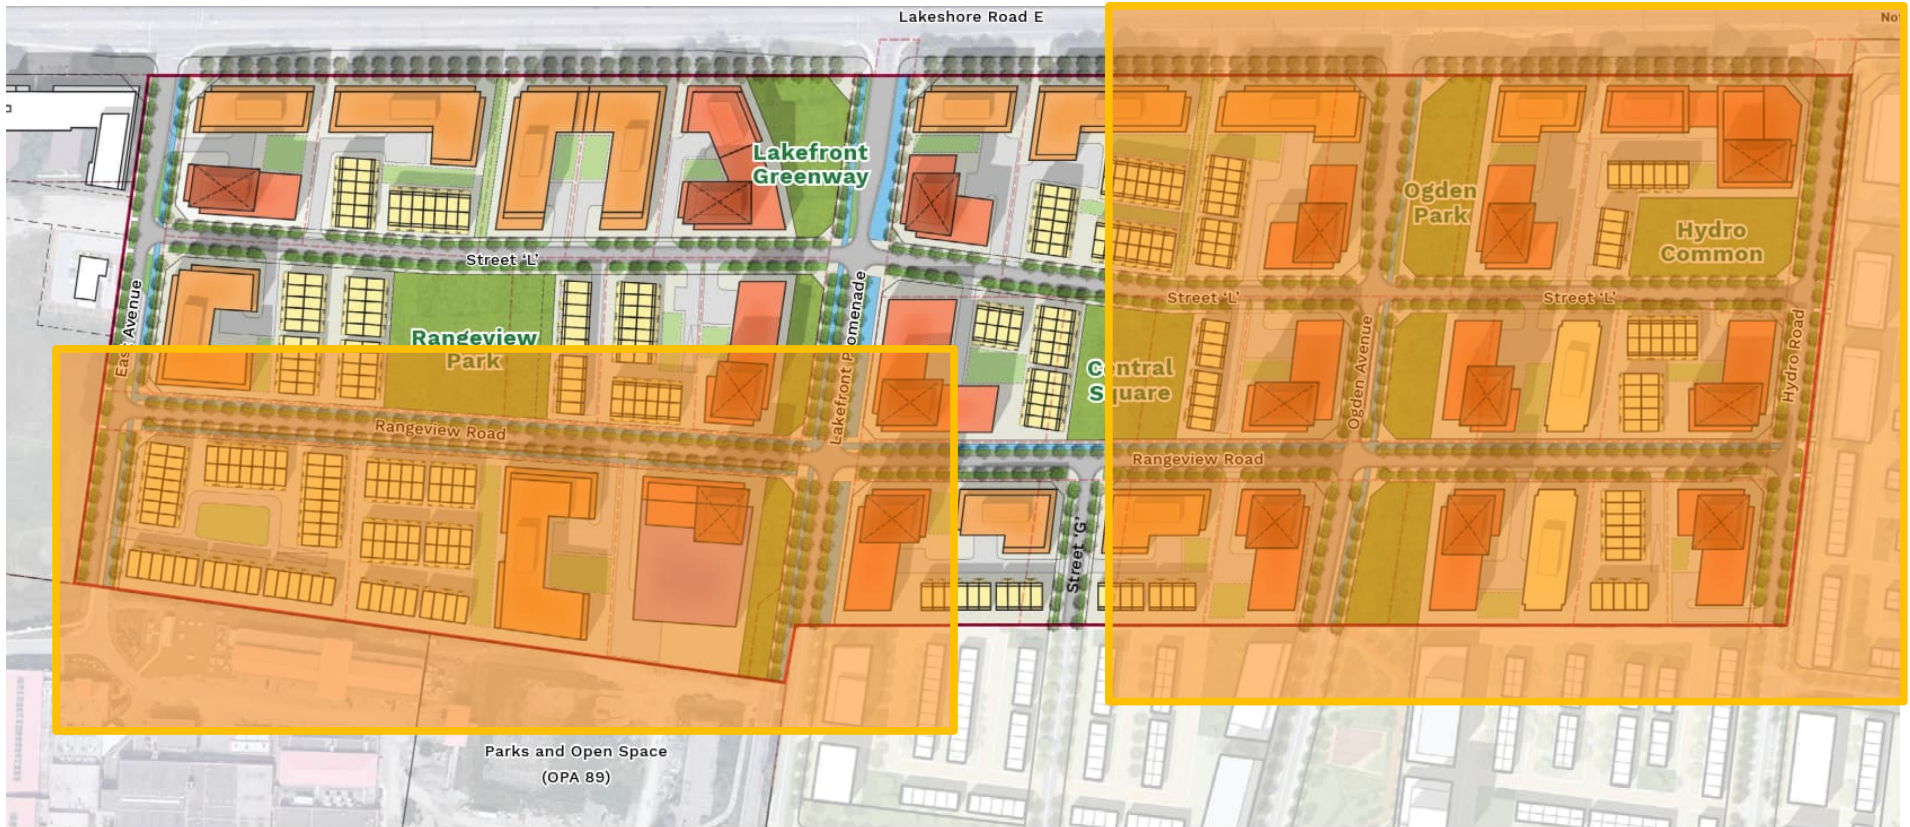 Lakeshore Road E
No
Lakefront
Greenway
Ogden
Park
Hydro
Common
Street 'L'
Street 'L'
Street 'L'
East Avenue
Rangeview
Park
Lakefront Promenade
Central
Square
Ogden Avenue
Hydro Road
Rangeview Road
Rangeview Road
Street 'G'
Parks and Open Space
(OPA 89)